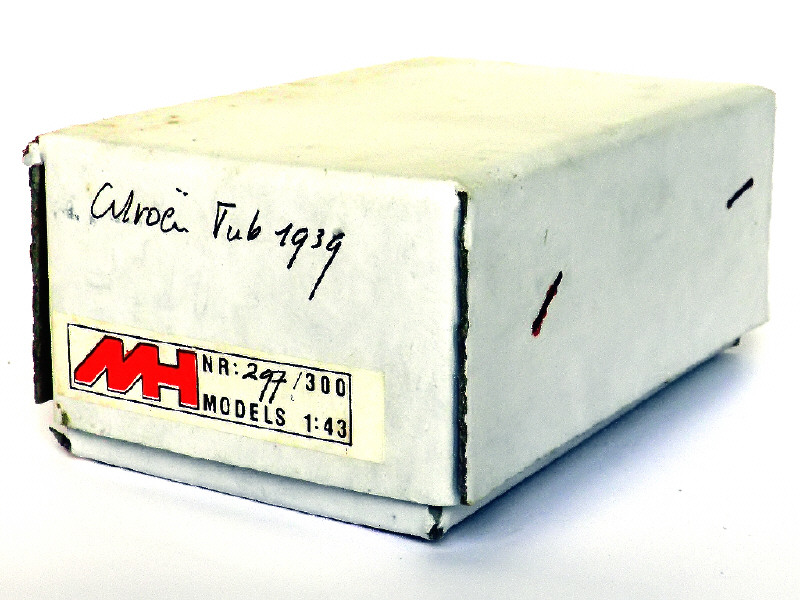 Citroën Tub 1939
MH NR: 297/300
MODELS 1:43